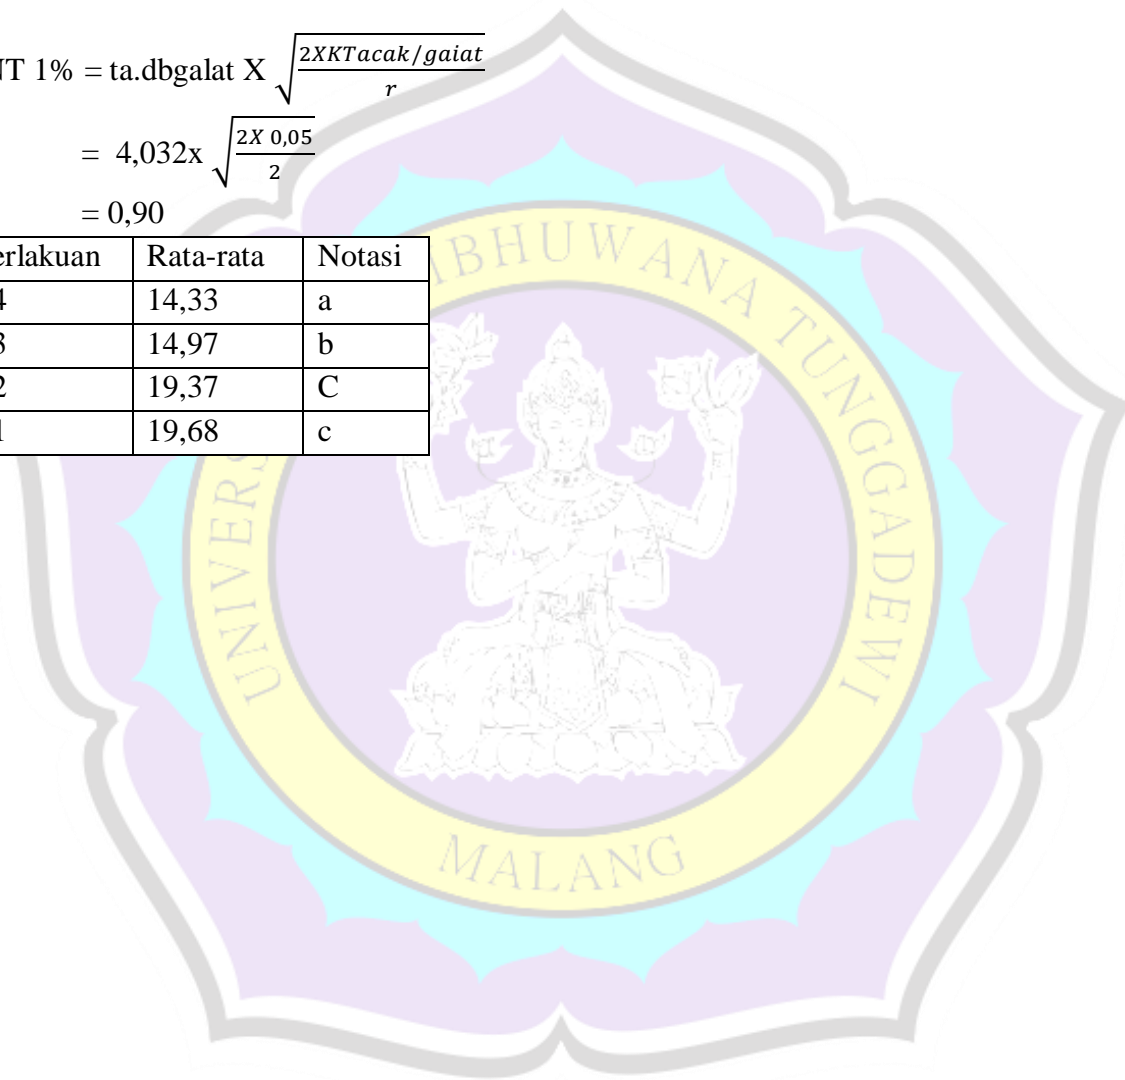 NT 1% = ta.dbgalat X √(2XKTacak/gaiat / r)
= 4,032x √(2X 0,05 / 2)
= 0,90
erlakuan Rata-rata Notasi
4 14,33 a
3 14,97 b
2 19,37 C
1 19,68 c
BHUWANA TUNGGADEWI
UNIVERS
MALANG